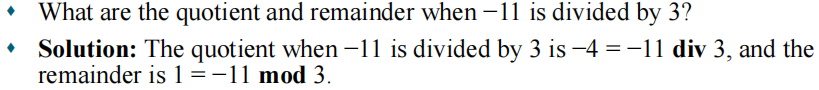 • What are the quotient and remainder when −11 is divided by 3?
• Solution: The quotient when −11 is divided by 3 is −4 = −11 div 3, and the
remainder is 1 = −11 mod 3.